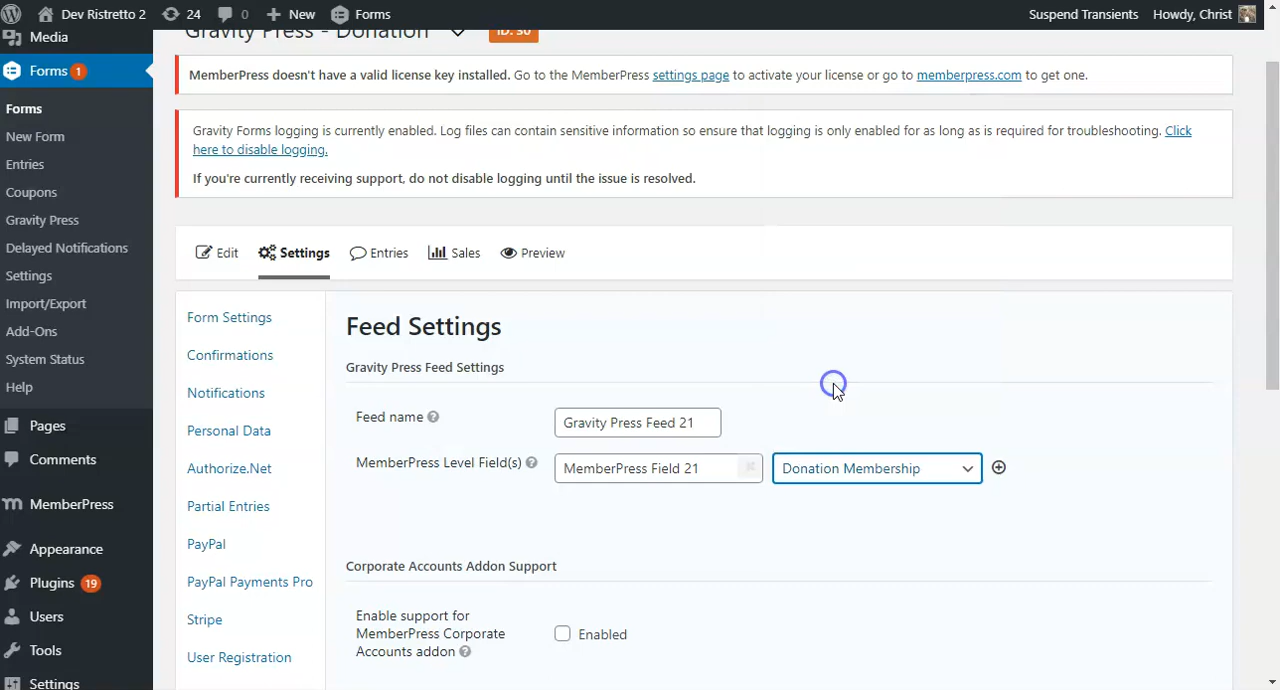 Dev Ristretto 2
24
0
New
Forms
Suspend Transients
Howdy, Christ
Media
Forms 1
Forms
New Form
Entries
Coupons
Gravity Press
Delayed Notifications
Settings
Import/Export
Add-Ons
System Status
Help
Pages
Comments
MemberPress
Appearance
Plugins 19
Users
Tools
Settings
Gravity Press - Donation
ID: 30
MemberPress doesn't have a valid license key installed. Go to the MemberPress settings page to activate your license or go to memberpress.com to get one.
Gravity Forms logging is currently enabled. Log files can contain sensitive information so ensure that logging is only enabled for as long as is required for troubleshooting. Click
here to disable logging.
If you're currently receiving support, do not disable logging until the issue is resolved.
Edit
Settings
Entries
Sales
Preview
Form Settings
Confirmations
Notifications
Personal Data
Authorize.Net
Partial Entries
PayPal
PayPal Payments Pro
Stripe
User Registration
Feed Settings
Gravity Press Feed Settings
Feed name
Gravity Press Feed 21
MemberPress Level Field(s)
MemberPress Field 21
Donation Membership
Corporate Accounts Addon Support
Enable support for
MemberPress Corporate
Accounts addon
Enabled